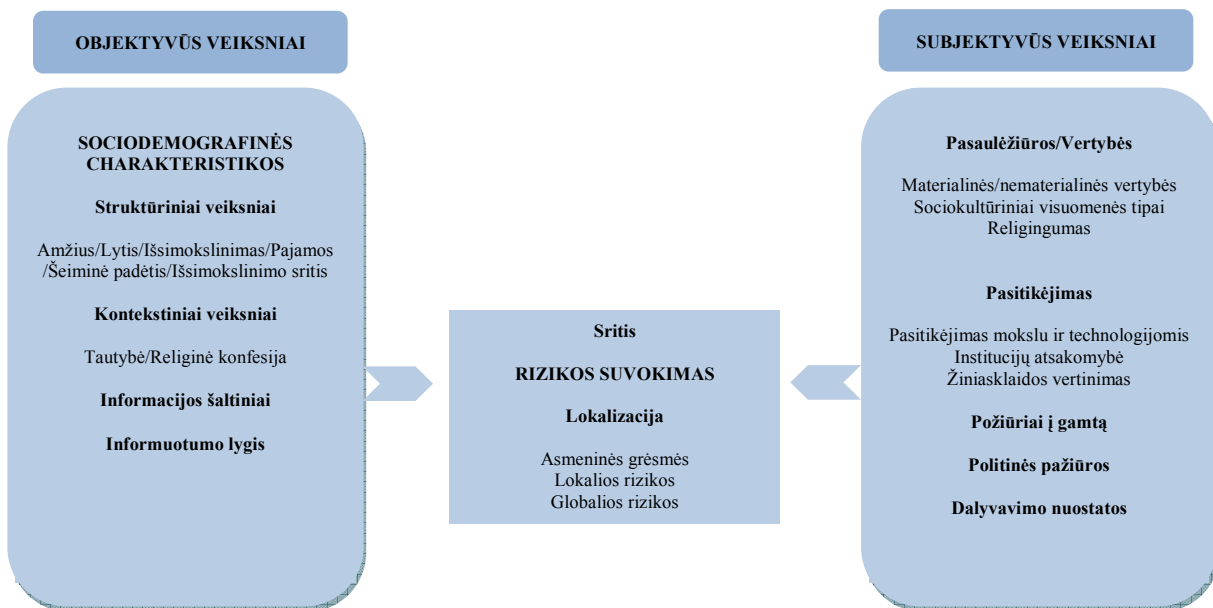 OBJEKTYVŪS VEIKSNIAI
SOCIODEMOGRAFINĖS
CHARAKTERISTIKOS
Struktūriniai veiksniai
Amžius/Lytis/Išsimokslinimas/Pajamos
/Šeiminė padėtis/Išsimokslinimo sritis
Kontekstiniai veiksniai
Tautybė/Religinė konfesija
Informacijos šaltiniai
Informuotumo lygis
Sritis
RIZIKOS SUVOKIMAS
Lokalizacija
Asmeninės grėsmės
Lokalios rizikos
Globalios rizikos
SUBJEKTYVŪS VEIKSNIAI
Pasaulėžiūros/Vertybės
Materialinės/nematerialinės vertybės
Sociokultūriniai visuomenės tipai
Religingumas
Pasitikėjimas
Pasitikėjimas mokslu ir technologijomis
Institucijų atsakomybė
Žiniasklaidos vertinimas
Požiūriai į gamtą
Politinės pažiūros
Dalyvavimo nuostatos